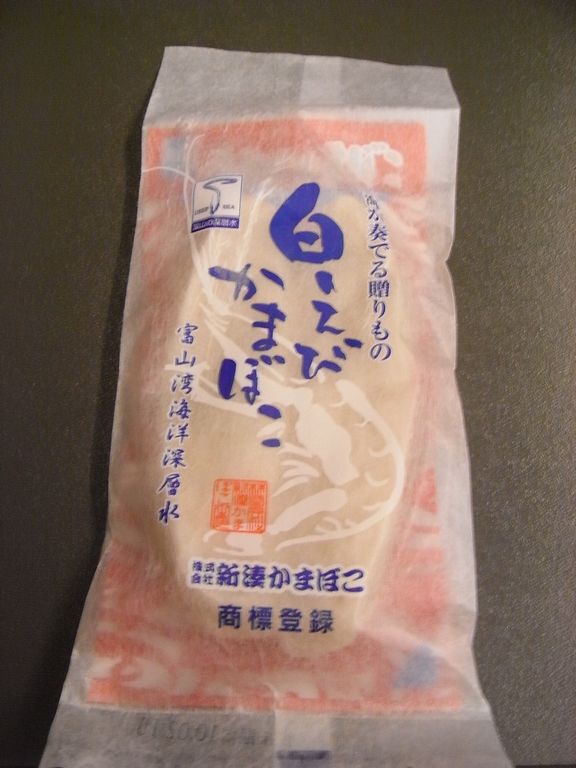 海が奏でる贈りもの
白えび
かまぼこ
富山湾海洋深層水
DEEP SEA
株式
会社
新湊かまぼこ
商標登録